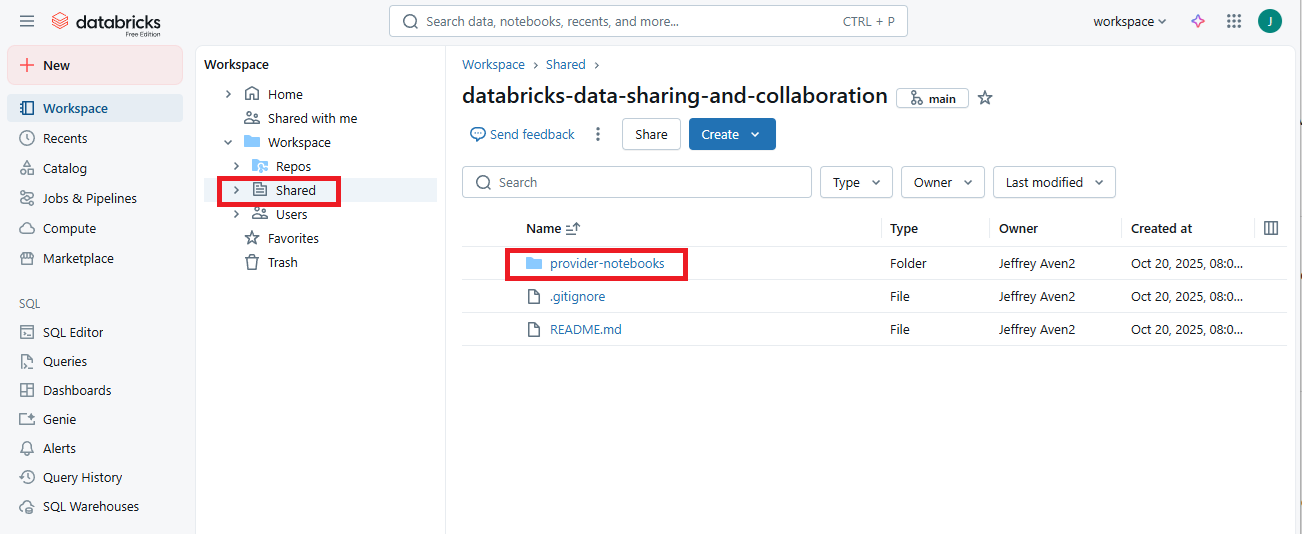 databricks
Free Edition
Search data, notebooks, recents, and more...
CTRL + P
workspace
J
New
Workspace
Recents
Catalog
Jobs & Pipelines
Compute
Marketplace
SQL
SQL Editor
Queries
Dashboards
Genie
Alerts
Query History
SQL Warehouses
Workspace
Home
Shared with me
Workspace
Repos
Shared
Users
Favorites
Trash
Workspace > Shared >
databricks-data-sharing-and-collaboration
main
Send feedback
Share
Create
Search
Type
Owner
Last modified
Name Type Owner Created at
provider-notebooks Folder Jeffrey Aven2 Oct 20, 2025, 08:0...
.gitignore File Jeffrey Aven2 Oct 20, 2025, 08:0...
README.md File Jeffrey Aven2 Oct 20, 2025, 08:0...